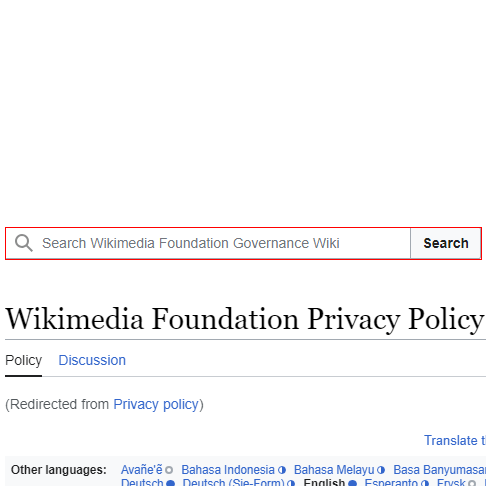 Search Wikimedia Foundation Governance Wiki Search
Wikimedia Foundation Privacy Policy
Policy Discussion
(Redirected from Privacy policy)
Translate
Other languages: Avañe'ẽ Bahasa Indonesia Bahasa Melayu Basa Banyumasa
Deutsch Deutsch (Sie-Form) English Esperanto Frysk